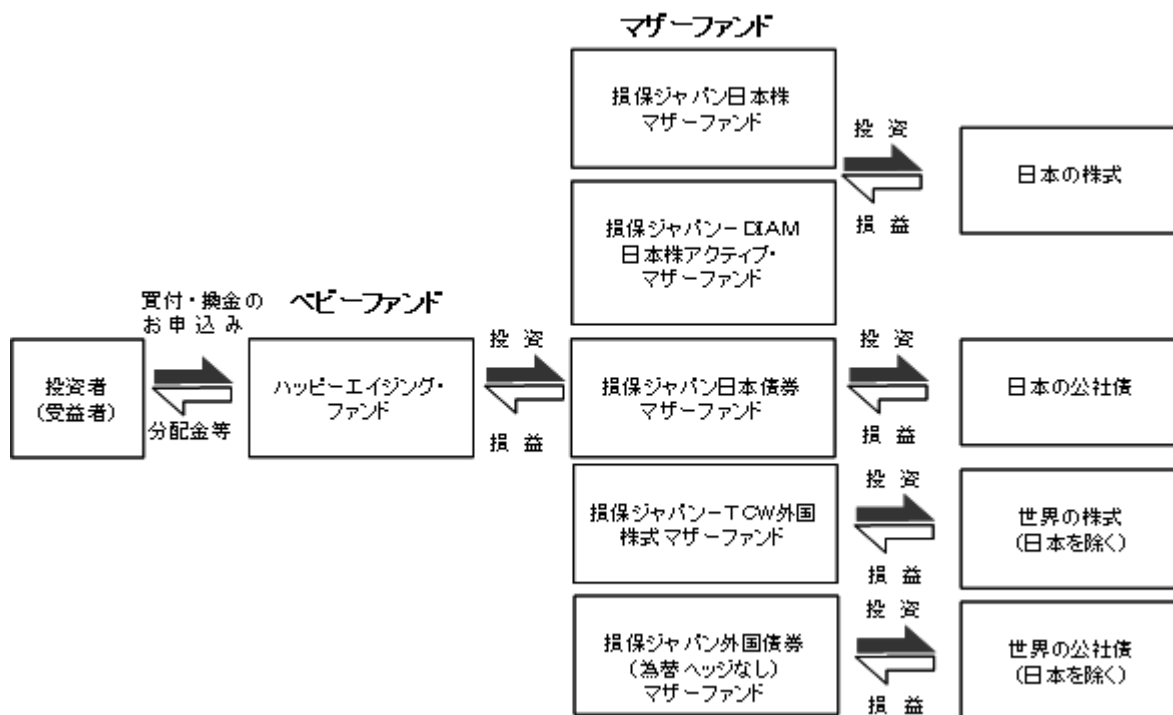 マザーファンド
損保ジャパン日本株
マザーファンド
投 資
損 益
日本の株式
損保ジャパン－DIAM
日本株アクティブ・
マザーファンド
買付・換金の
お 申 込 み
分配金等
投資者
(受益者)
ベビーファンド
ハッピーエイジング・
ファンド
投 資
損 益
損保ジャパン日本債券
マザーファンド
投 資
損 益
日本の公社債
損保ジャパン－TCW外国
株式マザーファンド
投 資
損 益
世界の株式
(日本を除く)
損保ジャパン外国債券
(為替ヘッジなし)
マザーファンド
投 資
損 益
世界の公社債
(日本を除く)